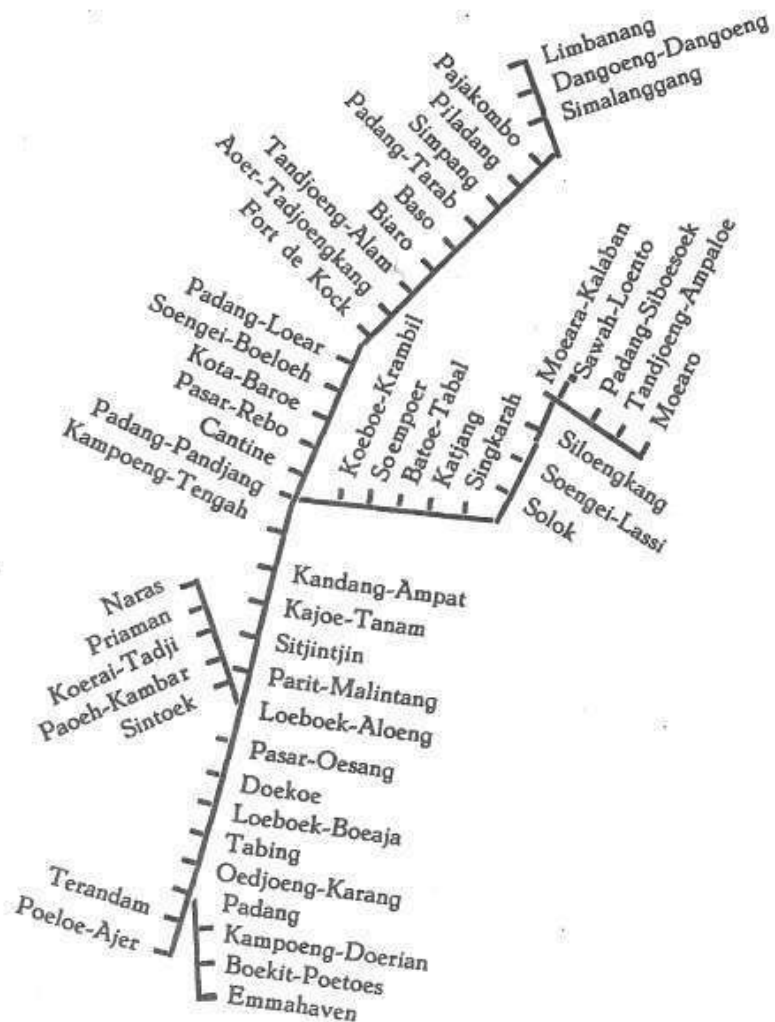 Limbanang
Dangoeng-Dangoeng
Simalanggang
Pajakombo
Piladang
Simpang
Padang-Tarab
Baso
Biaro
Tandjoeng-Alam
Aoer-Tadjoengkang
Fort de Kock
Padang-Loear
Soengei-Boeloeh
Kota-Baroe
Pasar-Rebo
Cantine
Padang-Pandjang
Kampoeng-Tengah
Koeboe-Krambil
Soempoer
Batoe-Tabal
Katjang
Singkarah
Solok
Soengei-Lassi
Siloengkang
Moeara-Kalaban
Sawah-Loento
Padang-Siboesoek
Tandjoeng-Ampaloe
Moearo
Kandang-Ampat
Kajoe-Tanam
Sitjintjin
Parit-Malintang
Loeboek-Aloeng
Naras
Priaman
Koerai-Tadji
Paoeh-Kambar
Sintoek
Pasar-Oesang
Doekoe
Loeboek-Boeaja
Tabing
Oedjoeng-Karang
Padang
Kampoeng-Doerian
Boekit-Poetoes
Emmahaven
Terandam
Poeloe-Ajer